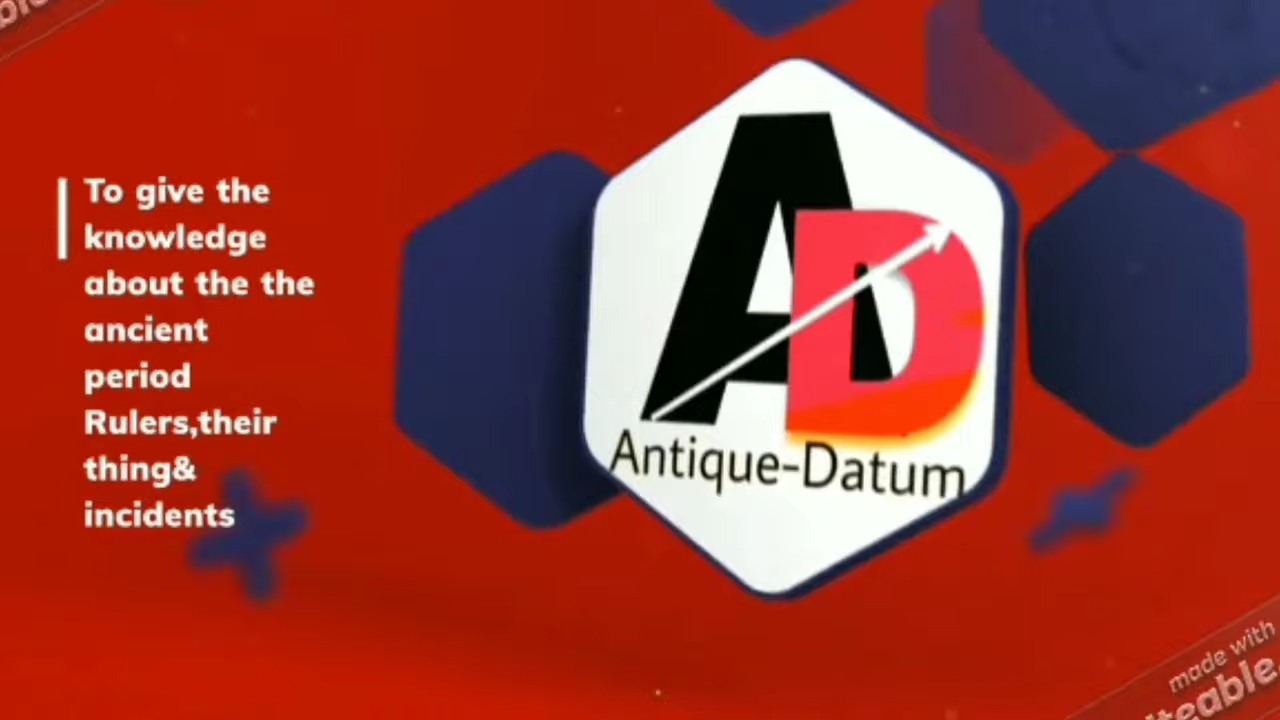 To give the
knowledge
about the the
ancient
period
Rulers,their
thing&
incidents
AD
Antique-Datum
made with